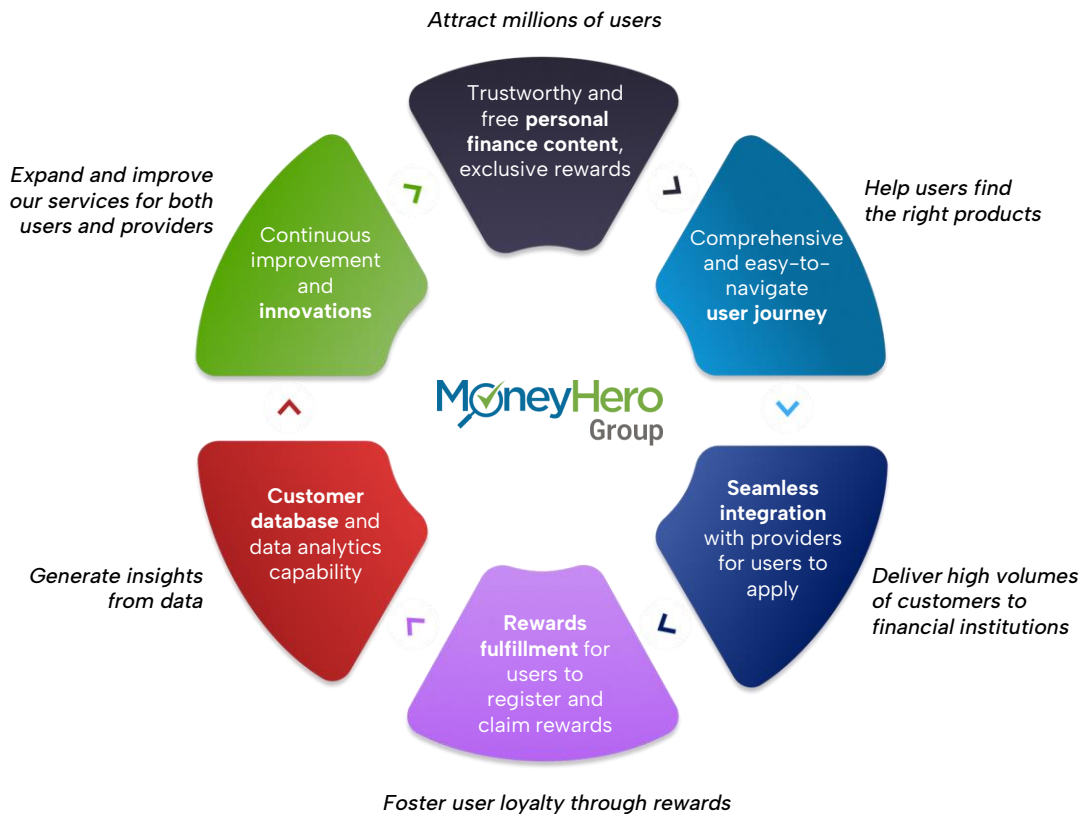 Attract millions of users
Trustworthy and
free personal
finance content,
exclusive rewards
Help users find
the right products
Comprehensive
and easy-to-
navigate
user journey
Seamless
integration
with providers
for users to
apply
Deliver high volumes
of customers to
financial institutions
Rewards
fulfillment for
users to
register and
claim rewards
Foster user loyalty through rewards
Customer
database and
data analytics
capability
Generate insights
from data
Continuous
improvement
and
innovations
Expand and improve
our services for both
users and providers
MoneyHero
Group